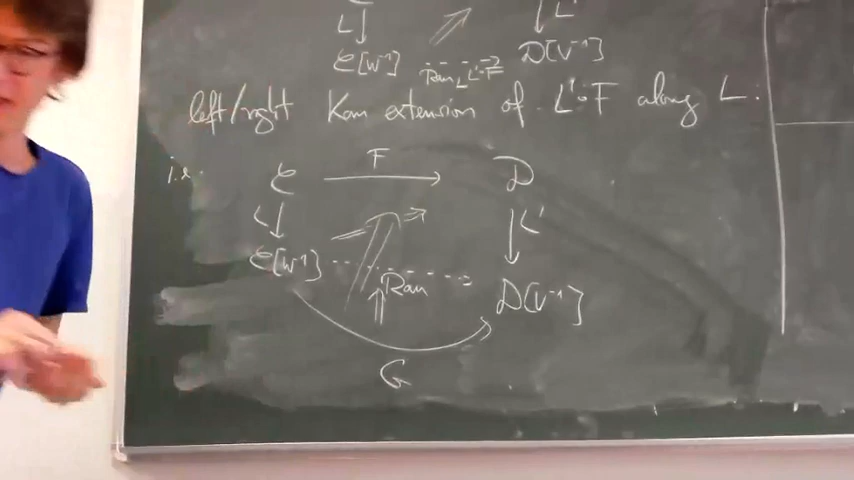 L L'
C[W⁻¹] Ran_L L'∘F D[V⁻¹]
left/right Kan extension of L'∘F along L:
i.e. C F D
L L'
C[W⁻¹] Ran D[V⁻¹]
G